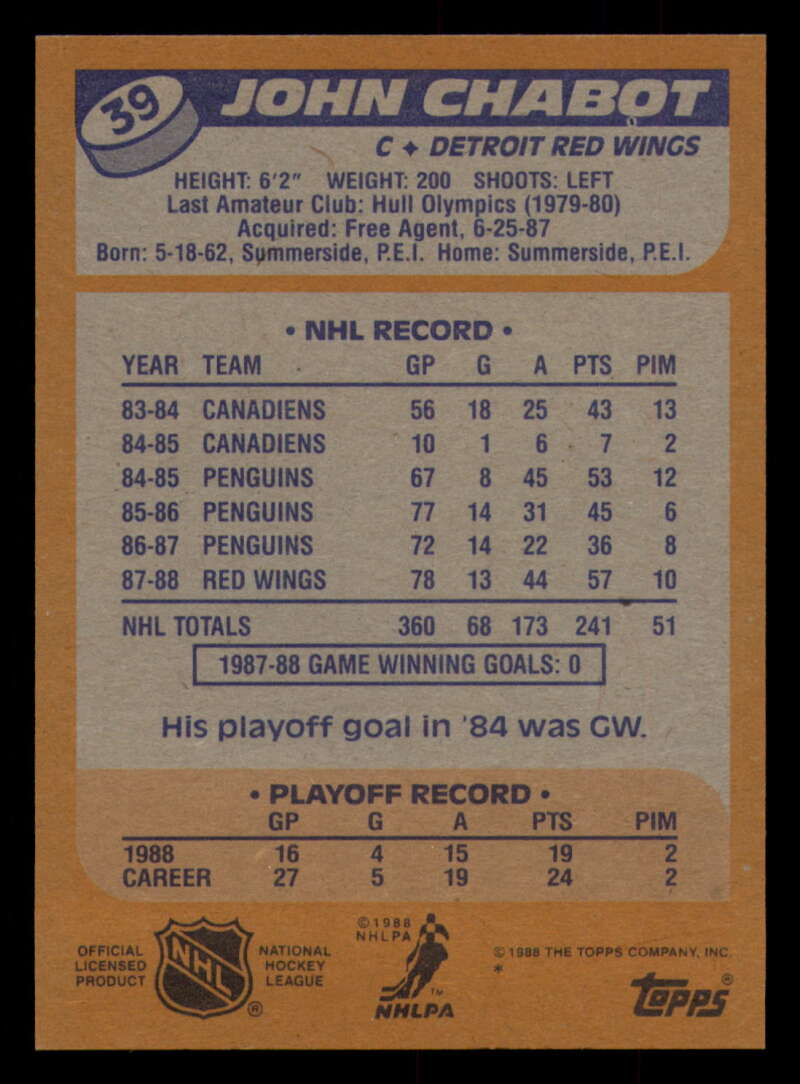 39
JOHN CHABOT
C ✦ DETROIT RED WINGS
HEIGHT: 6'2" WEIGHT: 200 SHOOTS: LEFT
Last Amateur Club: Hull Olympics (1979-80)
Acquired: Free Agent, 6-25-87
Born: 5-18-62, Summerside, P.E.I. Home: Summerside, P.E.I.
• NHL RECORD •
YEAR TEAM GP G A PTS PIM
83-84 CANADIENS 56 18 25 43 13
84-85 CANADIENS 10 1 6 7 2
84-85 PENGUINS 67 8 45 53 12
85-86 PENGUINS 77 14 31 45 6
86-87 PENGUINS 72 14 22 36 8
87-88 RED WINGS 78 13 44 57 10
NHL TOTALS 360 68 173 241 51
1987-88 GAME WINNING GOALS: 0
His playoff goal in '84 was GW.
• PLAYOFF RECORD •
GP G A PTS PIM
1988 16 4 15 19 2
CAREER 27 5 19 24 2
OFFICIAL
LICENSED
PRODUCT
NHL
®
NATIONAL
HOCKEY
LEAGUE
©1988
NHLPA
TM
NHLPA
©1988 THE TOPPS COMPANY, INC.
*
topps®